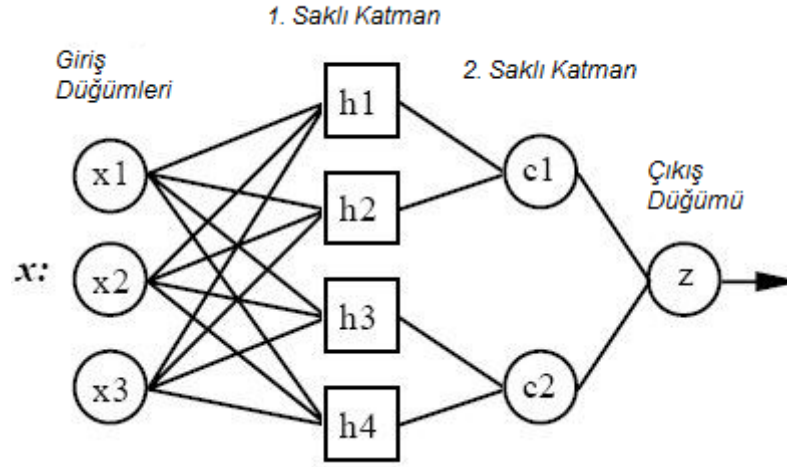 1. Saklı Katman
Giriş
Düğümleri
2. Saklı Katman
h1
x1
c1
h2
Çıkış
Düğümü
x:
x2
z
h3
x3
c2
h4